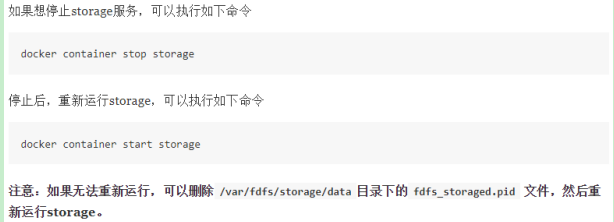 如果想停止storage服务，可以执行如下命令
docker container stop storage
停止后，重新运行storage，可以执行如下命令
docker container start storage
注意：如果无法重新运行，可以删除 /var/fdfs/storage/data 目录下的 fdfs_storaged.pid 文件，然后重
新运行storage。